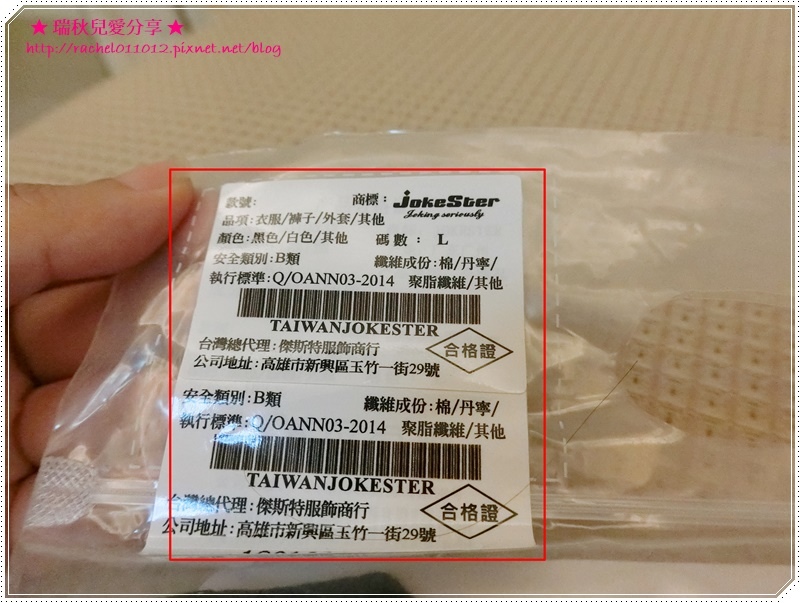 ★ 瑞秋兒愛分享 ★
http://rachel011012.pixnet.net/blog
款號: 商標: JokeSter
Joking seriously
品項:衣服/褲子/外套/其他
顏色:黑色/白色/其他 碼數: L
安全類別:B類 纖維成份:棉/丹寧/
執行標準:Q/OANN03-2014 聚脂纖維/其他
TAIWANJOKESTER
台灣總代理:傑斯特服飾商行 合格證
公司地址:高雄市新興區玉竹一街29號
安全類別:B類 纖維成份:棉/丹寧/
執行標準:Q/OANN03-2014 聚脂纖維/其他
TAIWANJOKESTER
台灣總代理:傑斯特服飾商行 合格證
公司地址:高雄市新興區玉竹一街29號